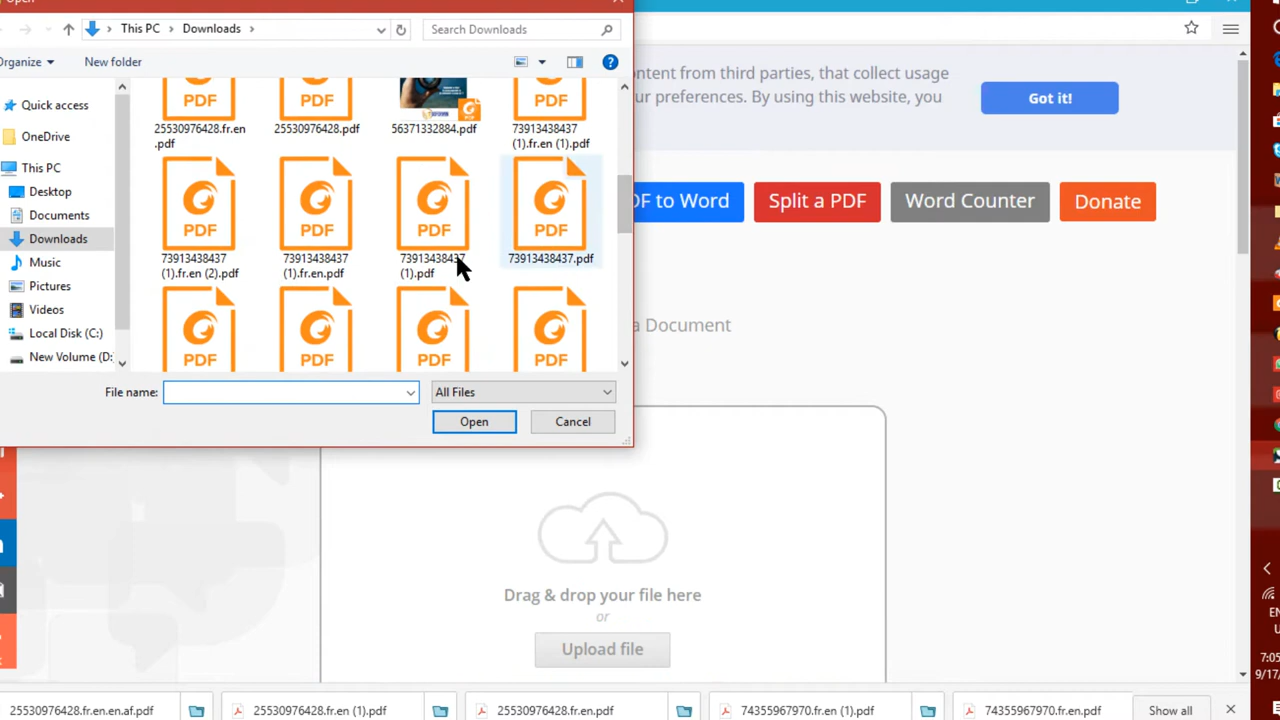 This PC > Downloads >
Search Downloads
Organize
New folder
Quick access
OneDrive
This PC
Desktop
Documents
Downloads
Music
Pictures
Videos
Local Disk (C:)
New Volume (D:
PDF
PDF
PDF
25530976428.fr.en
.pdf
25530976428.pdf
56371332884.pdf
73913438437
(1).fr.en (1).pdf
PDF
PDF
PDF
PDF
73913438437
(1).fr.en (2).pdf
73913438437
(1).fr.en.pdf
73913438437
(1).pdf
73913438437.pdf
PDF
PDF
PDF
PDF
File name:
All Files
Open
Cancel
ntent from third parties, that collect usage
ur preferences. By using this website, you
Got it!
DF to Word
Split a PDF
Word Counter
Donate
a Document
Drag & drop your file here
or
Upload file
25530976428.fr.en.en.af.pdf
25530976428.fr.en (1).pdf
25530976428.fr.en.pdf
74355967970.fr.en (1).pdf
74355967970.fr.en.pdf
Show all
7:05
9/17/